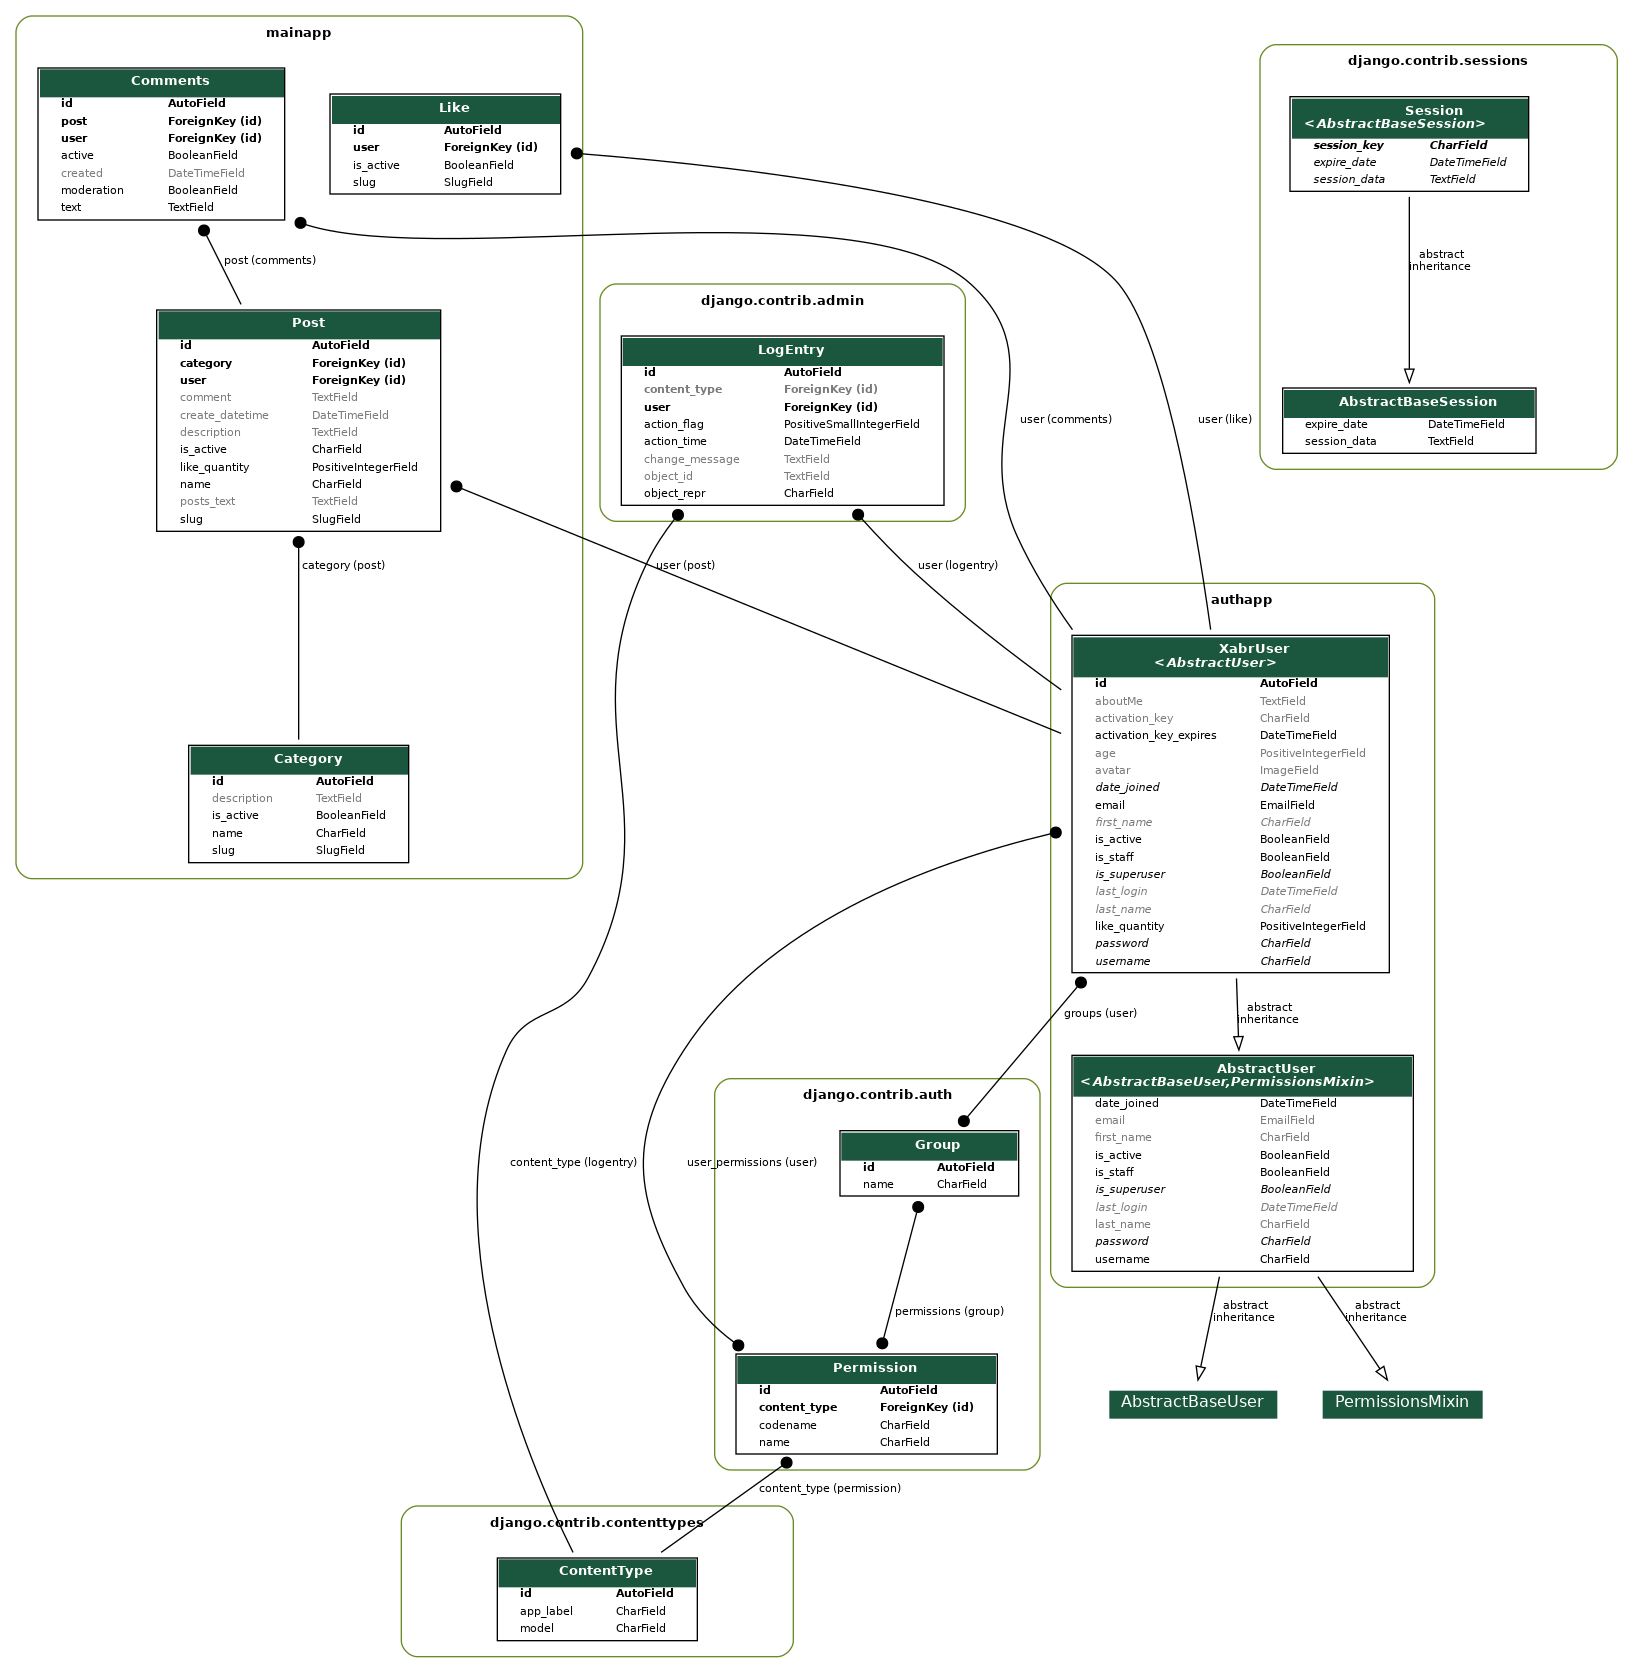 mainapp
Comments
id AutoField
post ForeignKey (id)
user ForeignKey (id)
active BooleanField
created DateTimeField
moderation BooleanField
text TextField
Like
id AutoField
user ForeignKey (id)
is_active BooleanField
slug SlugField
post (comments)
Post
id AutoField
category ForeignKey (id)
user ForeignKey (id)
comment TextField
create_datetime DateTimeField
description TextField
is_active CharField
like_quantity PositiveIntegerField
name CharField
posts_text TextField
slug SlugField
category (post)
Category
id AutoField
description TextField
is_active BooleanField
name CharField
slug SlugField
django.contrib.admin
LogEntry
id AutoField
content_type ForeignKey (id)
user ForeignKey (id)
action_flag PositiveSmallIntegerField
action_time DateTimeField
change_message TextField
object_id TextField
object_repr CharField
user (post)
user (logentry)
user (comments)
user (like)
django.contrib.sessions
Session
<AbstractBaseSession>
session_key CharField
expire_date DateTimeField
session_data TextField
abstract
inheritance
AbstractBaseSession
expire_date DateTimeField
session_data TextField
authapp
XabrUser
<AbstractUser>
id AutoField
aboutMe TextField
activation_key CharField
activation_key_expires DateTimeField
age PositiveIntegerField
avatar ImageField
date_joined DateTimeField
email EmailField
first_name CharField
is_active BooleanField
is_staff BooleanField
is_superuser BooleanField
last_login DateTimeField
last_name CharField
like_quantity PositiveIntegerField
password CharField
username CharField
groups (user)
abstract
inheritance
AbstractUser
<AbstractBaseUser,PermissionsMixin>
date_joined DateTimeField
email EmailField
first_name CharField
is_active BooleanField
is_staff BooleanField
is_superuser BooleanField
last_login DateTimeField
last_name CharField
password CharField
username CharField
abstract
inheritance
abstract
inheritance
AbstractBaseUser
PermissionsMixin
django.contrib.auth
Group
id AutoField
name CharField
content_type (logentry)
user_permissions (user)
permissions (group)
Permission
id AutoField
content_type ForeignKey (id)
codename CharField
name CharField
content_type (permission)
django.contrib.contenttypes
ContentType
id AutoField
app_label CharField
model CharField